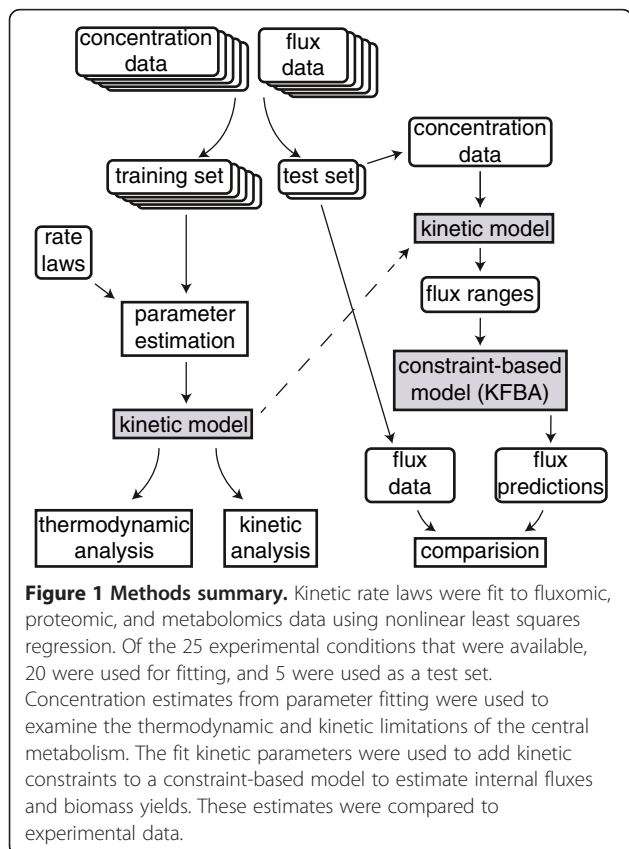 concentration
data
flux
data
training set
test set
concentration
data
rate
laws
kinetic model
parameter
estimation
flux ranges
constraint-based
model (KFBA)
kinetic model
flux
data
flux
predictions
thermodynamic
analysis
kinetic
analysis
comparision
Figure 1 Methods summary. Kinetic rate laws were fit to fluxomic,
proteomic, and metabolomics data using nonlinear least squares
regression. Of the 25 experimental conditions that were available,
20 were used for fitting, and 5 were used as a test set.
Concentration estimates from parameter fitting were used to
examine the thermodynamic and kinetic limitations of the central
metabolism. The fit kinetic parameters were used to add kinetic
constraints to a constraint-based model to estimate internal fluxes
and biomass yields. These estimates were compared to
experimental data.